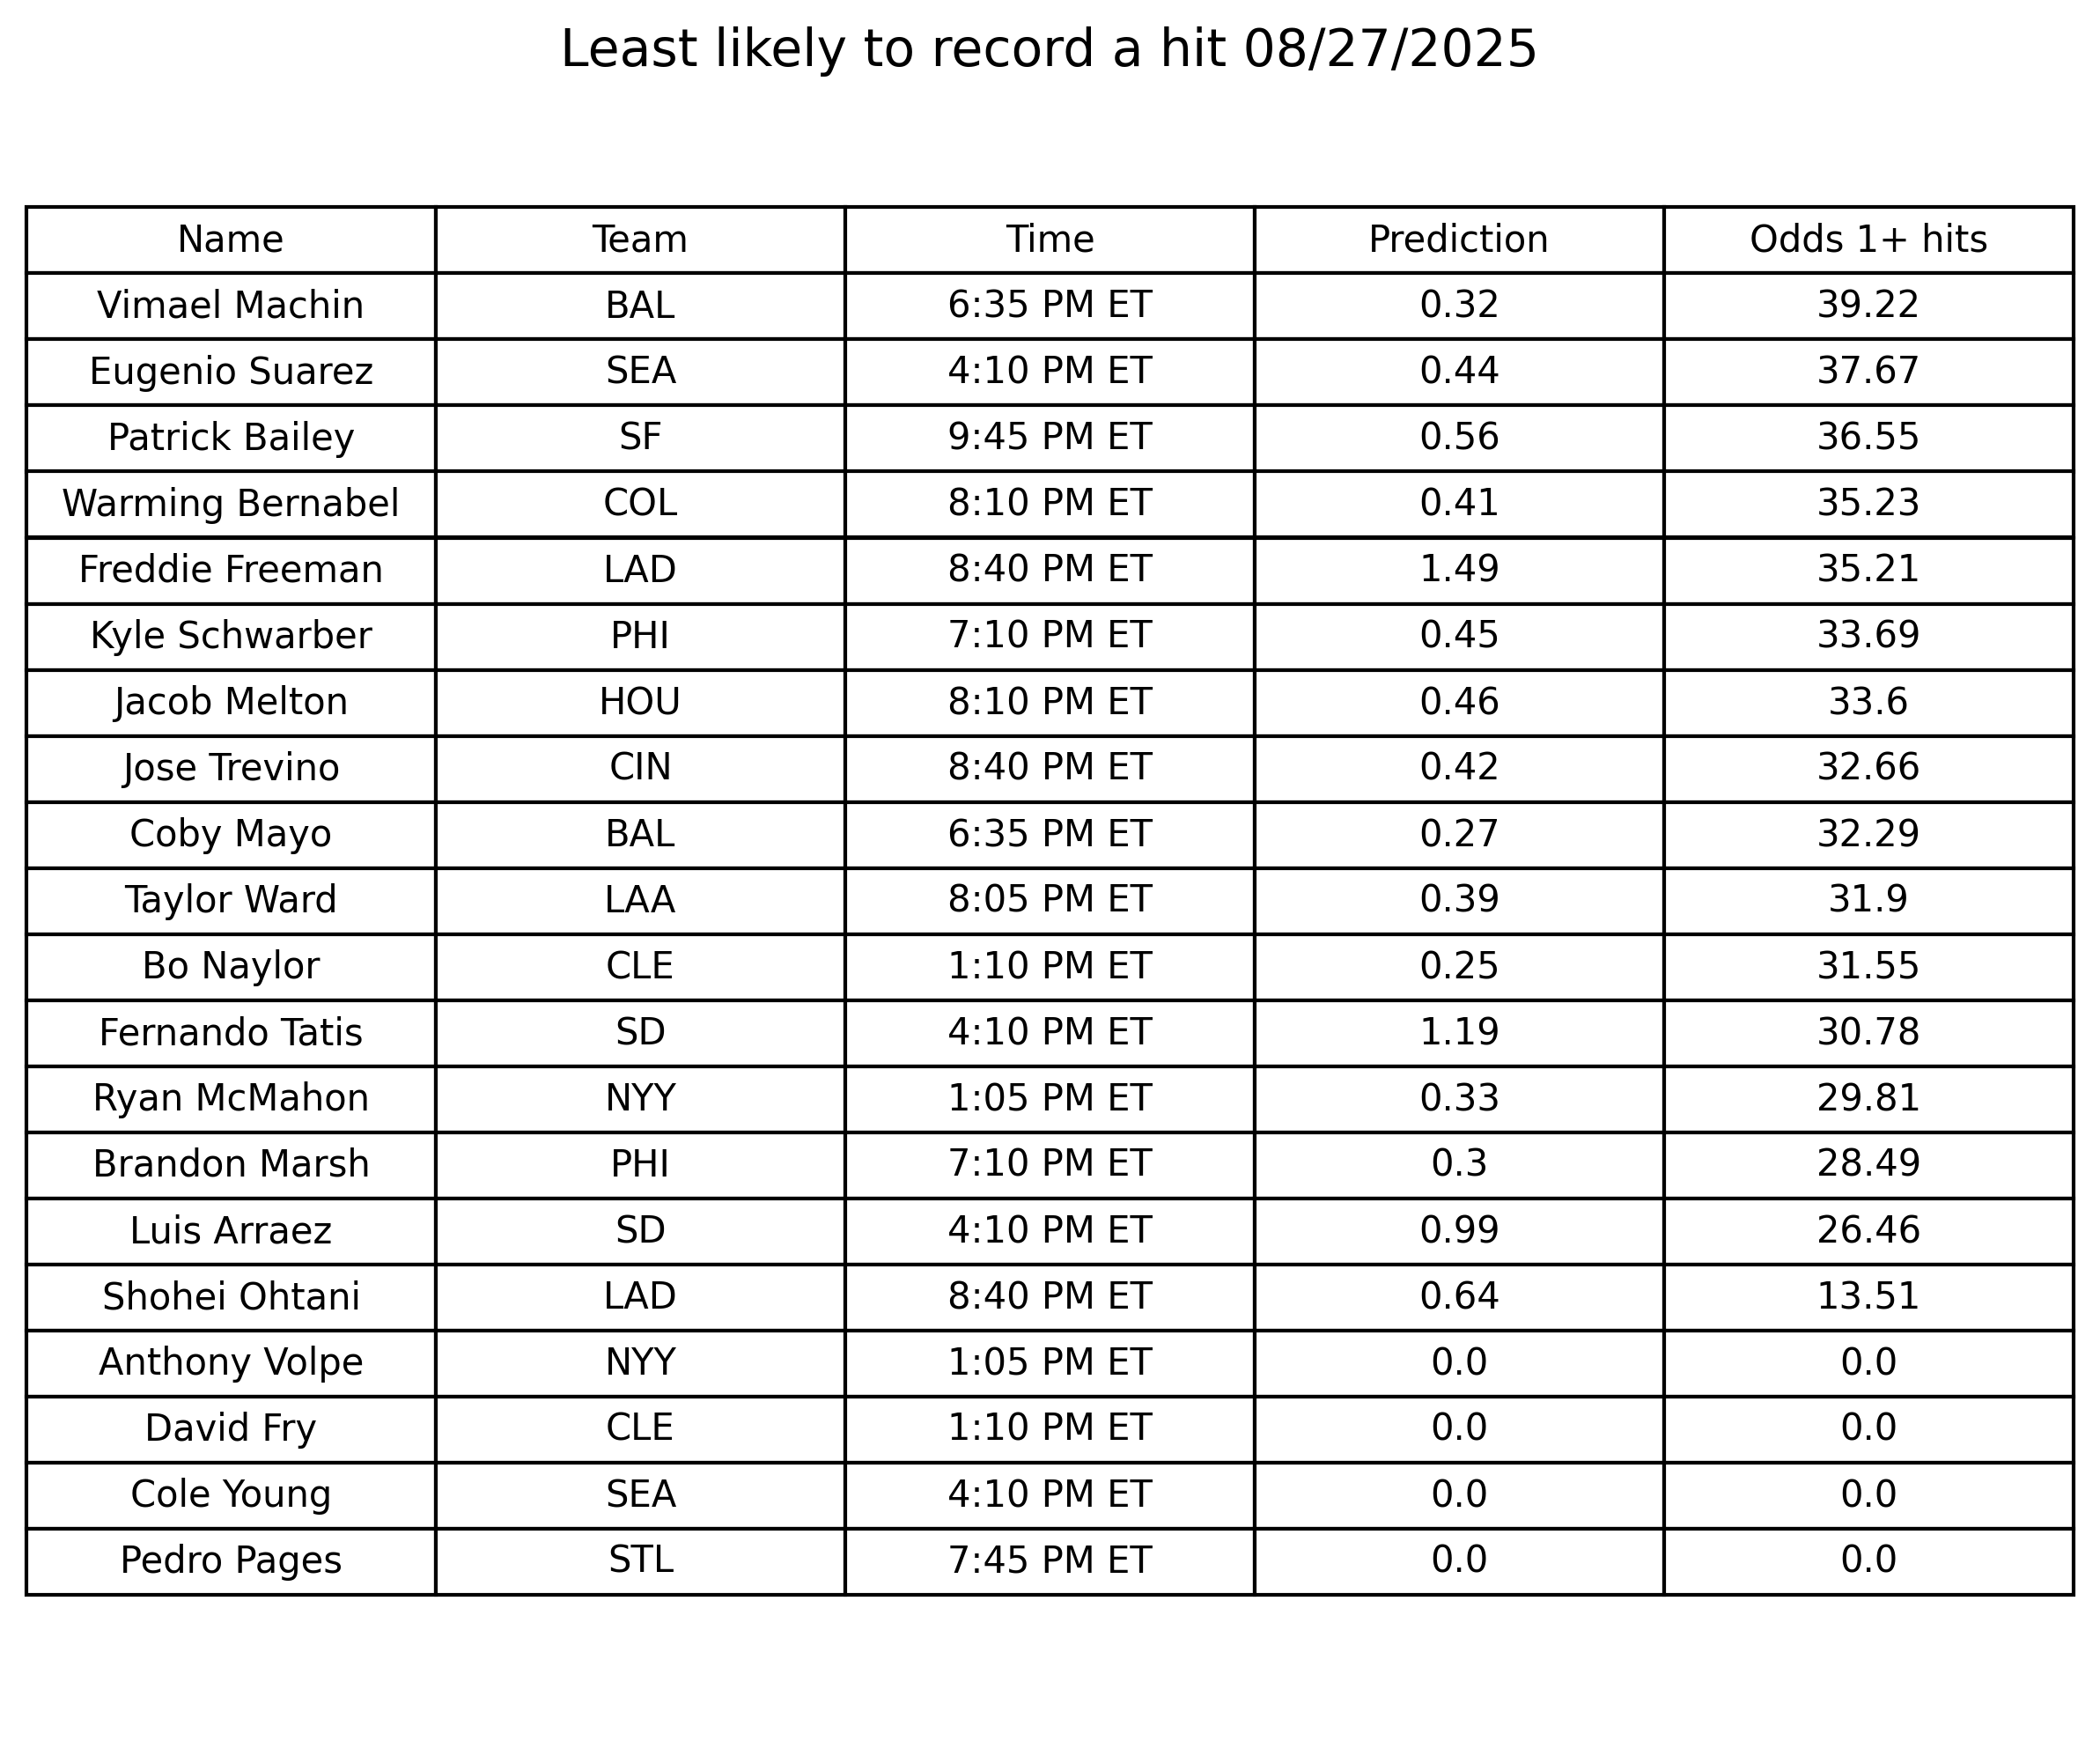 Least likely to record a hit 08/27/2025
Name Team Time Prediction Odds 1+ hits
Vimael Machin BAL 6:35 PM ET 0.32 39.22
Eugenio Suarez SEA 4:10 PM ET 0.44 37.67
Patrick Bailey SF 9:45 PM ET 0.56 36.55
Warming Bernabel COL 8:10 PM ET 0.41 35.23
Freddie Freeman LAD 8:40 PM ET 1.49 35.21
Kyle Schwarber PHI 7:10 PM ET 0.45 33.69
Jacob Melton HOU 8:10 PM ET 0.46 33.6
Jose Trevino CIN 8:40 PM ET 0.42 32.66
Coby Mayo BAL 6:35 PM ET 0.27 32.29
Taylor Ward LAA 8:05 PM ET 0.39 31.9
Bo Naylor CLE 1:10 PM ET 0.25 31.55
Fernando Tatis SD 4:10 PM ET 1.19 30.78
Ryan McMahon NYY 1:05 PM ET 0.33 29.81
Brandon Marsh PHI 7:10 PM ET 0.3 28.49
Luis Arraez SD 4:10 PM ET 0.99 26.46
Shohei Ohtani LAD 8:40 PM ET 0.64 13.51
Anthony Volpe NYY 1:05 PM ET 0.0 0.0
David Fry CLE 1:10 PM ET 0.0 0.0
Cole Young SEA 4:10 PM ET 0.0 0.0
Pedro Pages STL 7:45 PM ET 0.0 0.0